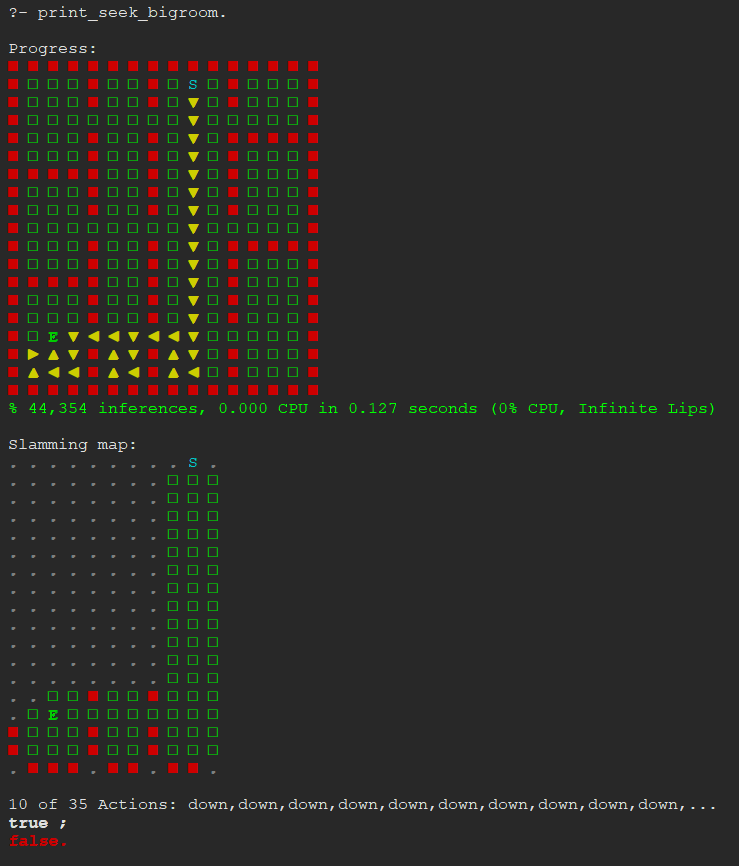 ?- print_seek_bigroom.
Progress:
S
E
% 44,354 inferences, 0.000 CPU in 0.127 seconds (0% CPU, Infinite Lips)
Slamming map:
S
E
10 of 35 Actions: down,down,down,down,down,down,down,down,down,down,...
true ;
false.